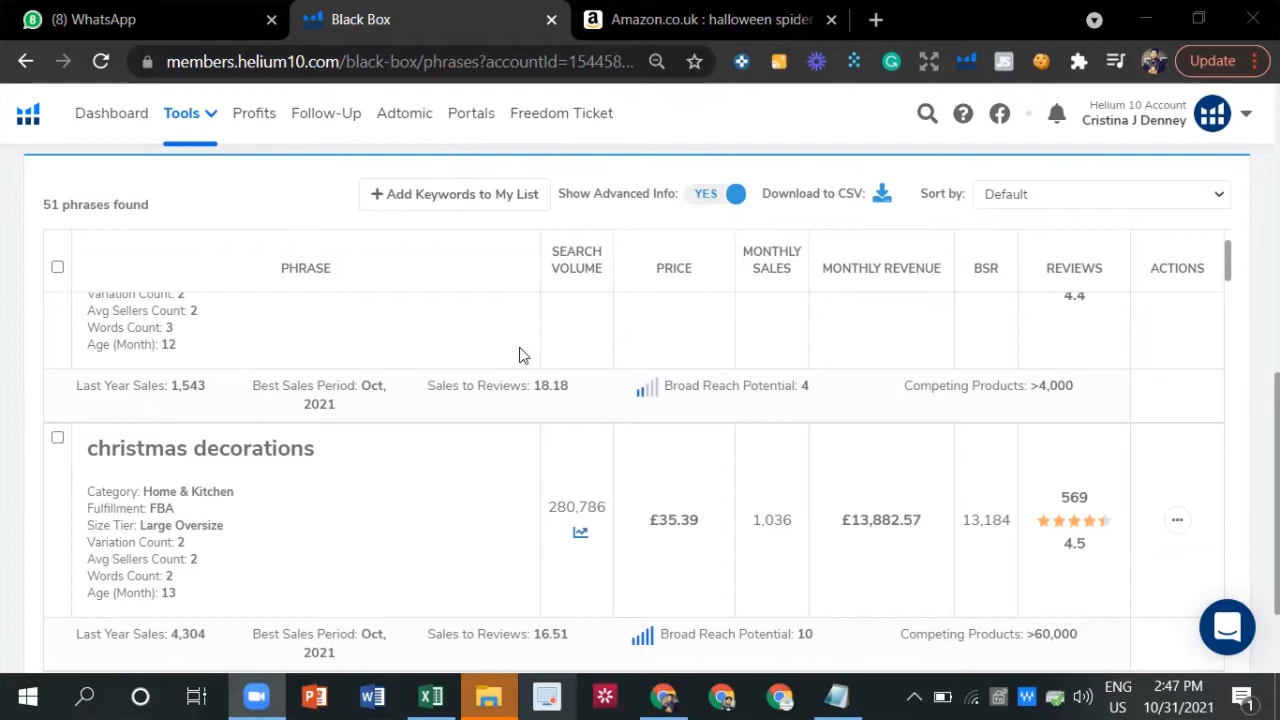 (8) WhatsApp
Black Box
Amazon.co.uk : halloween spider
members.helium10.com/black-box/phrases?accountId=154458...
Update
Dashboard
Tools
Profits
Follow-Up
Adtomic
Portals
Freedom Ticket
Helium 10 Account
Cristina J Denney
51 phrases found
+ Add Keywords to My List
Show Advanced Info: YES
Download to CSV:
Sort by: Default
PHRASE
SEARCH VOLUME
PRICE
MONTHLY SALES
MONTHLY REVENUE
BSR
REVIEWS
ACTIONS
Variation Count: 2
Avg Sellers Count: 2
Words Count: 3
Age (Month): 12
4.4
Last Year Sales: 1,543
Best Sales Period: Oct, 2021
Sales to Reviews: 18.18
Broad Reach Potential: 4
Competing Products: >4,000
christmas decorations
Category: Home & Kitchen
Fulfillment: FBA
Size Tier: Large Oversize
Variation Count: 2
Avg Sellers Count: 2
Words Count: 2
Age (Month): 13
280,786
£35.39
1,036
£13,882.57
13,184
569
4.5
Last Year Sales: 4,304
Best Sales Period: Oct, 2021
Sales to Reviews: 16.51
Broad Reach Potential: 10
Competing Products: >60,000
ENG
US
2:47 PM
10/31/2021
1